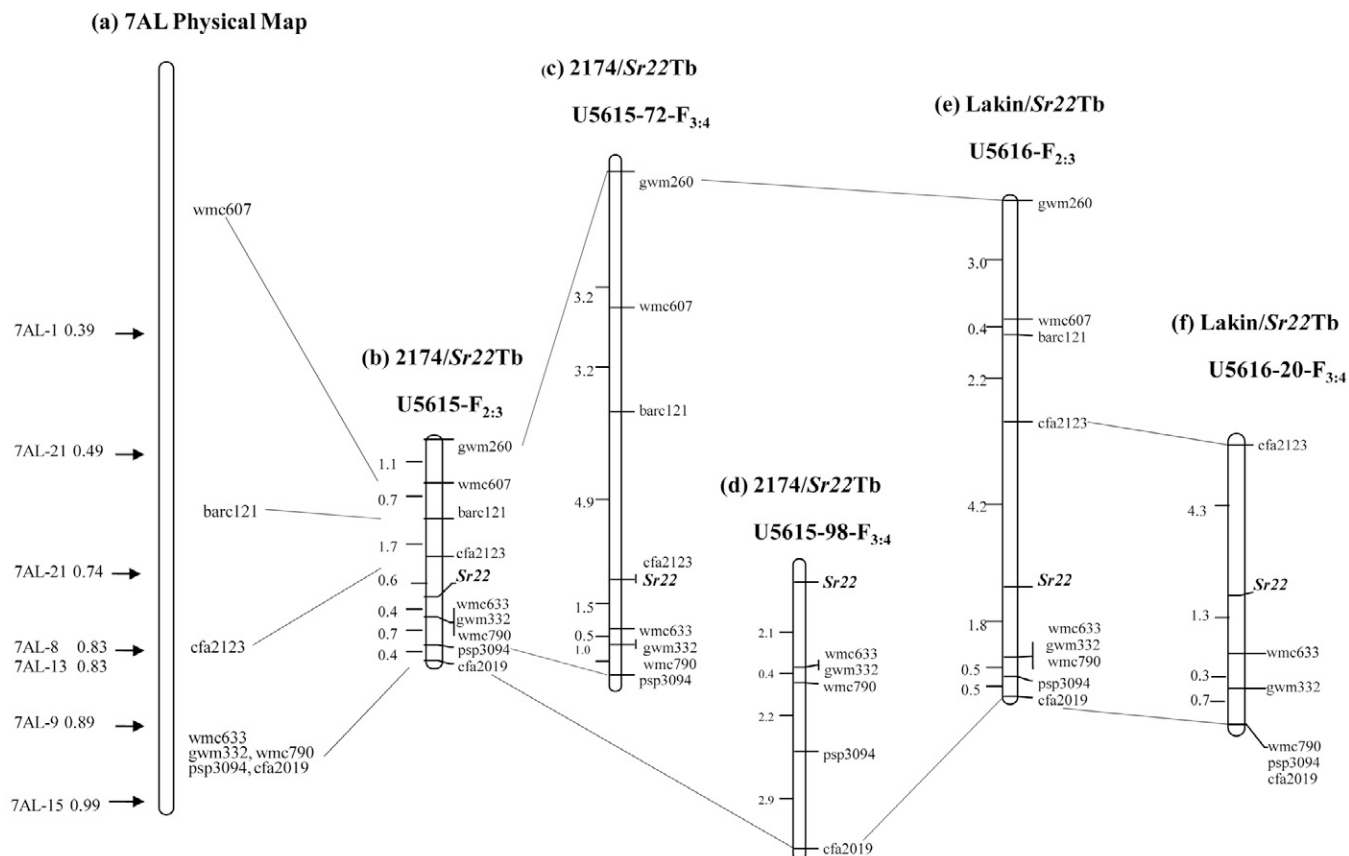 (a) 7AL Physical Map
wmc607
7AL-1 0.39
7AL-21 0.49
barc121
7AL-21 0.74
7AL-8 0.83
7AL-13 0.83
cfa2123
7AL-9 0.89
wmc633
gwm332, wmc790
psp3094, cfa2019
7AL-15 0.99
(b) 2174/Sr22Tb
U5615-F2:3
gwm260
1.1
wmc607
0.7
barc121
1.7
cfa2123
0.6
Sr22
0.4
wmc633
gwm332
0.7
wmc790
psp3094
0.4
cfa2019
(c) 2174/Sr22Tb
U5615-72-F3:4
gwm260
3.2
wmc607
3.2
barc121
4.9
cfa2123
Sr22
1.5
wmc633
0.5
gwm332
1.0
wmc790
psp3094
(d) 2174/Sr22Tb
U5615-98-F3:4
Sr22
2.1
wmc633
gwm332
0.4
wmc790
2.2
psp3094
2.9
cfa2019
(e) Lakin/Sr22Tb
U5616-F2:3
gwm260
3.0
wmc607
0.4
barc121
2.2
cfa2123
4.2
Sr22
1.8
wmc633
gwm332
wmc790
0.5
psp3094
0.5
cfa2019
(f) Lakin/Sr22Tb
U5616-20-F3:4
cfa2123
4.3
Sr22
1.3
wmc633
0.3
gwm332
0.7
wmc790
psp3094
cfa2019